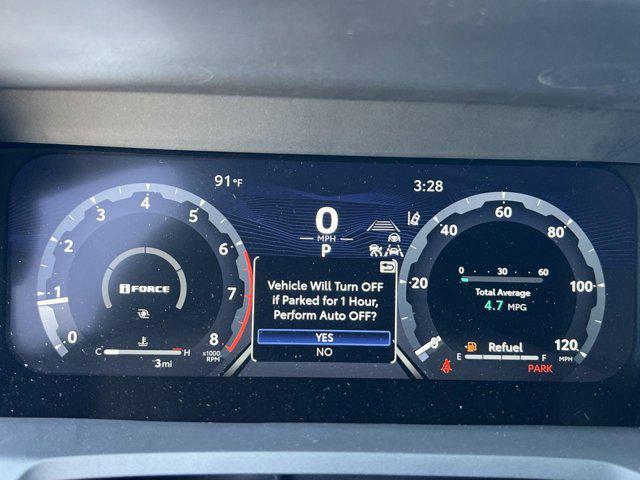 91°F
3:28
0
MPH
P
0
1
2
3
4
5
6
7
8
x1000
RPM
iFORCE
C
H
3 mi
Vehicle Will Turn OFF
if Parked for 1 Hour,
Perform Auto OFF?
YES
NO
0
20
40
60
80
100
120
MPH
0 30 60
Total Average
4.7 MPG
Refuel
E
F
PARK